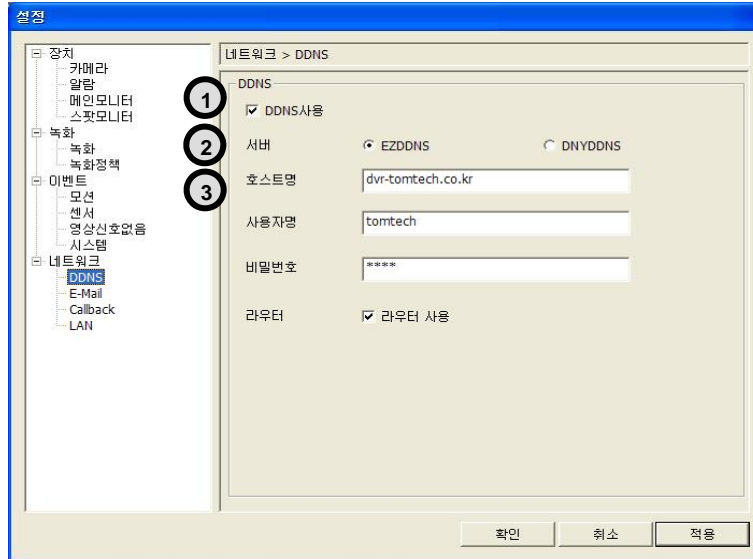 설정
장치
카메라
알람
메인모니터
스팟모니터
녹화
녹화
녹화정책
이벤트
모션
센서
영상신호없음
시스템
네트워크
DDNS
E-Mail
Callback
LAN
네트워크 > DDNS
DDNS
1
DDNS사용
2
서버 EZDDNS DNYDDNS
3
호스트명 dvr-tomtech.co.kr
사용자명 tomtech
비밀번호 ****
라우터 라우터 사용
확인 취소 적용